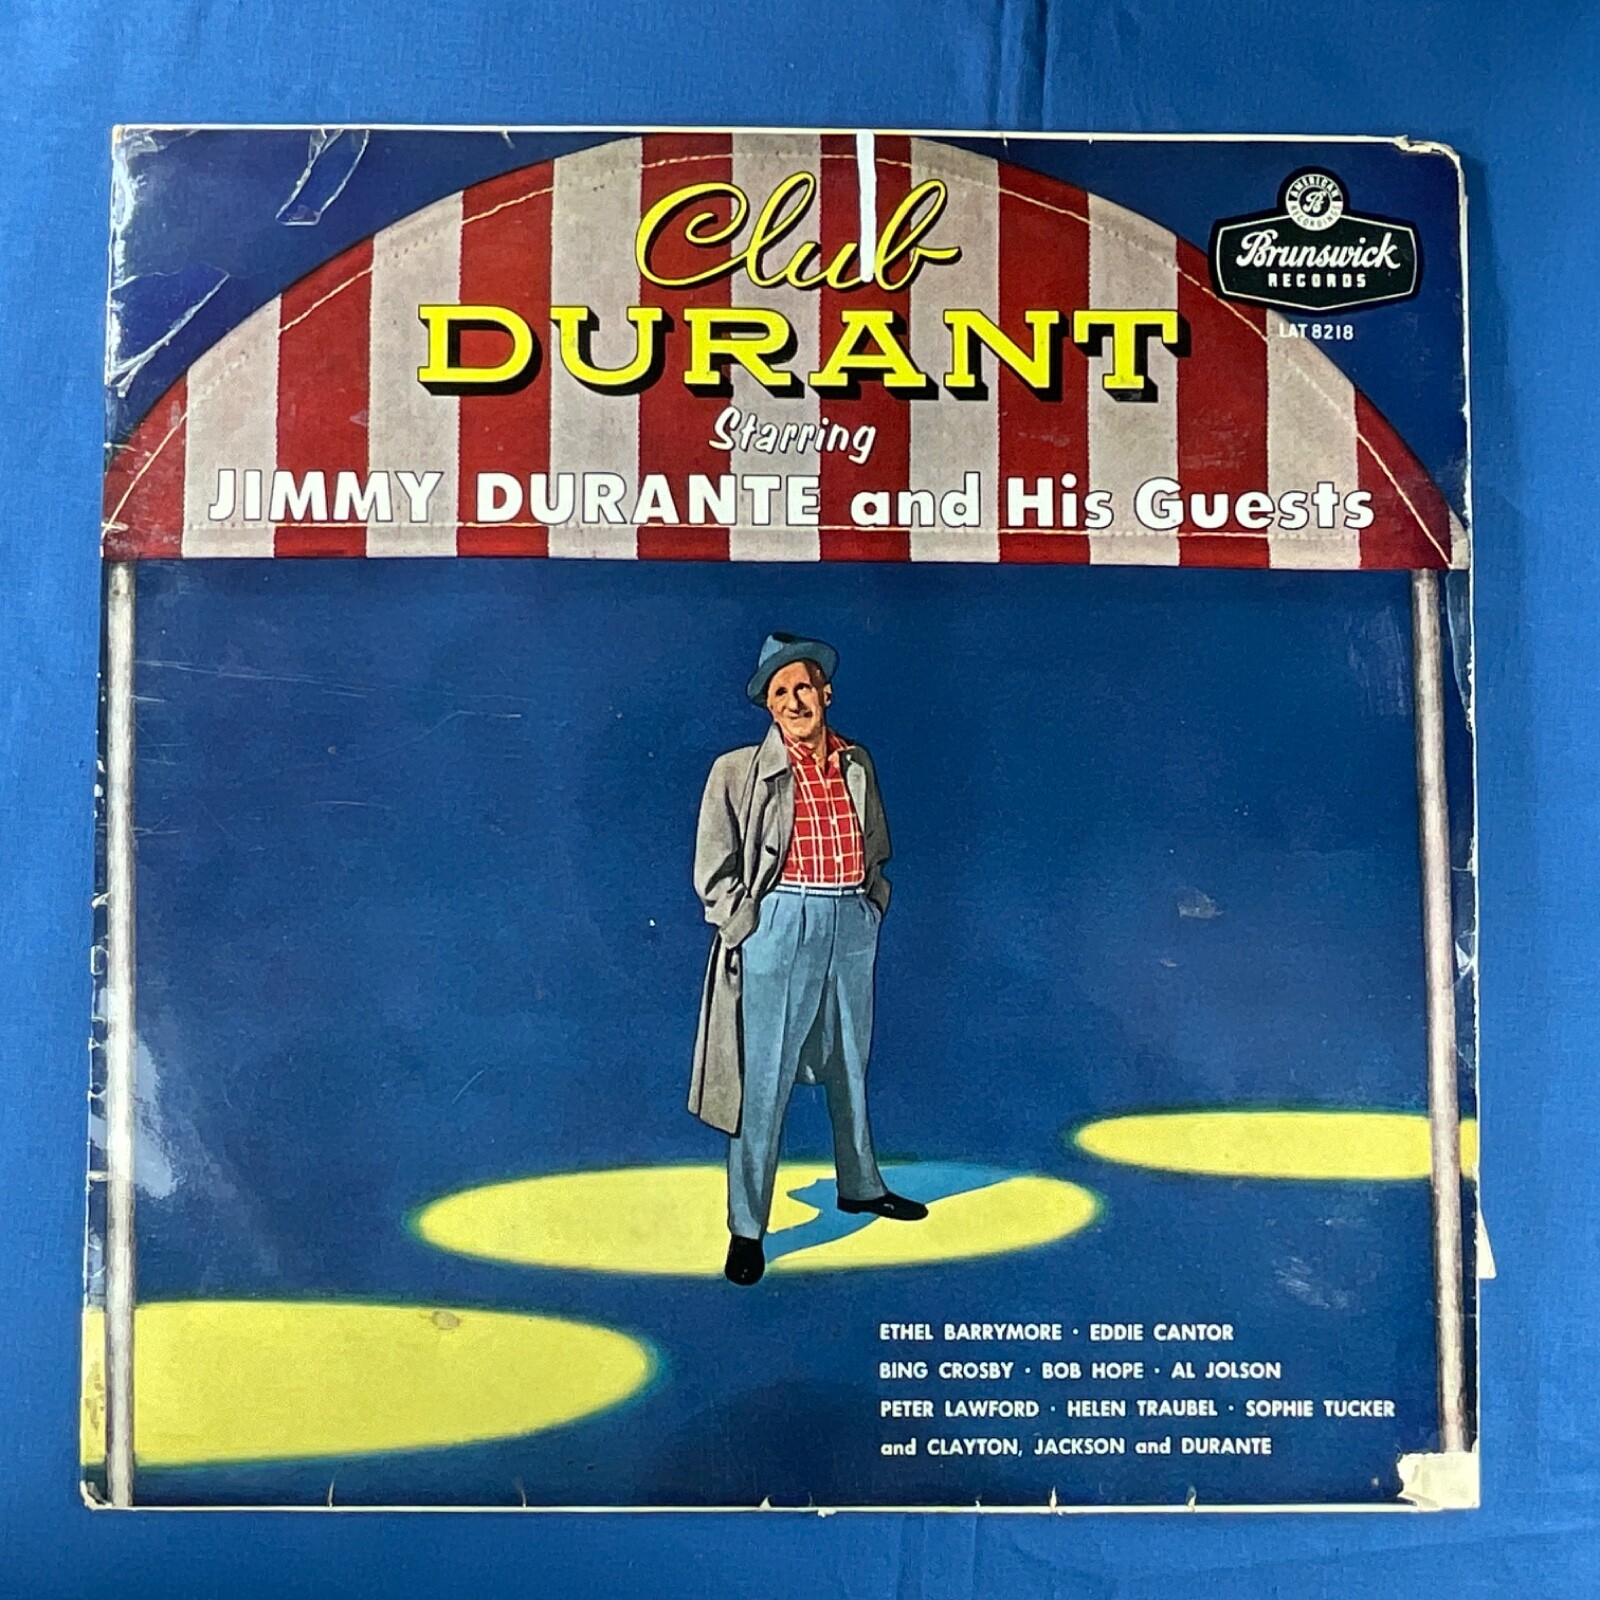 Club
DURANT
Starring
JIMMY DURANTE and His Guests
AMERICAN
RECORDINGS
Brunswick
RECORDS
LAT 8218
ETHEL BARRYMORE · EDDIE CANTOR
BING CROSBY · BOB HOPE · AL JOLSON
PETER LAWFORD · HELEN TRAUBEL · SOPHIE TUCKER
and CLAYTON, JACKSON and DURANTE